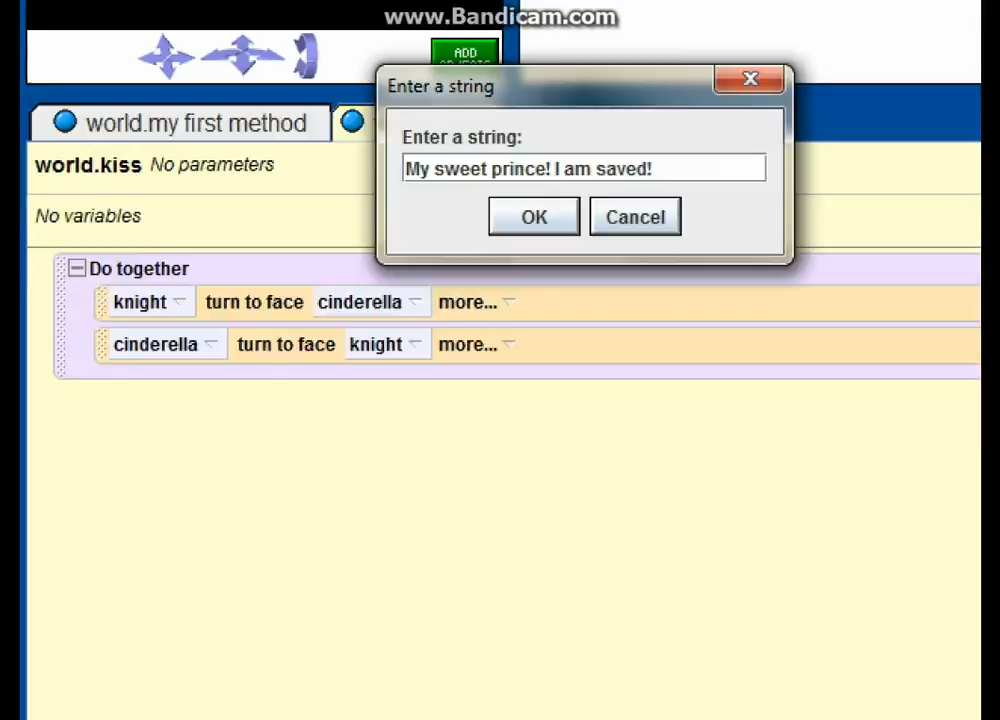 www.Bandicam.com
ADD
OBJECTS
Enter a string
world.my first method
Enter a string:
world.kiss No parameters
My sweet prince! I am saved!
OK Cancel
No variables
Do together
knight turn to face cinderella more...
cinderella turn to face knight more...